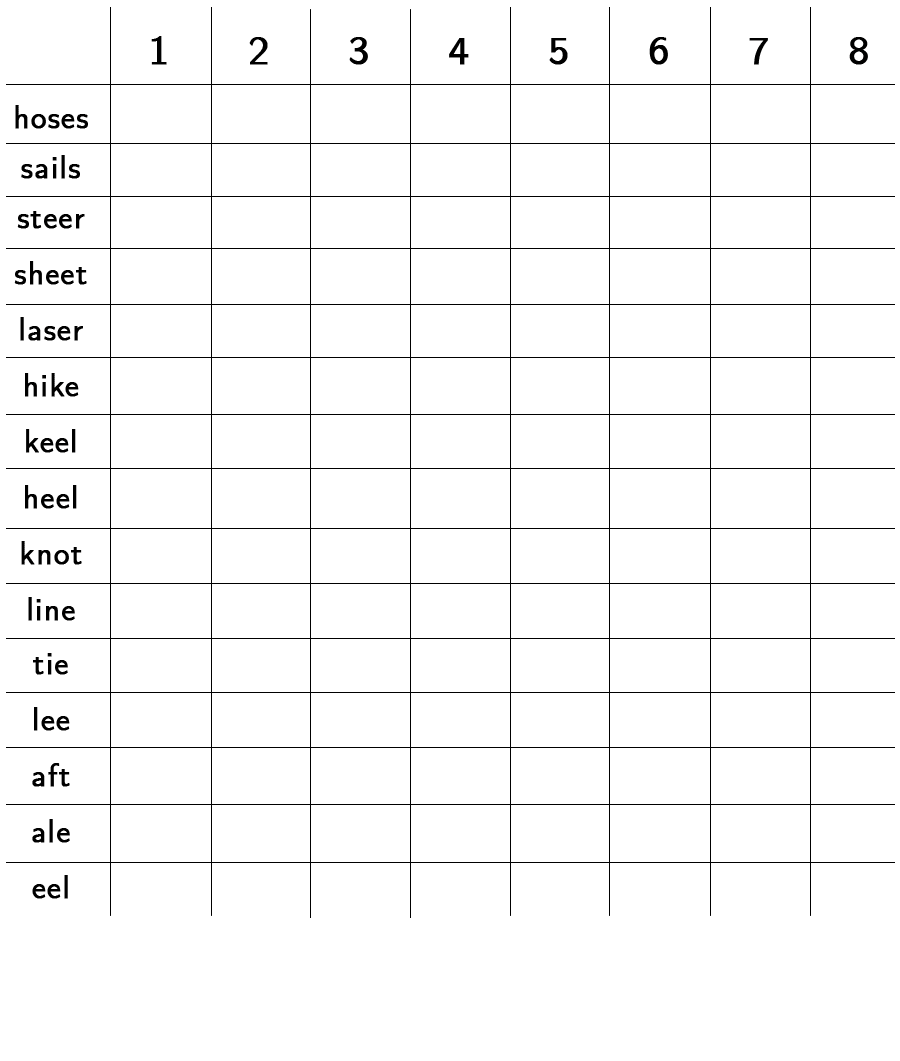 1 2 3 4 5 6 7 8
hoses
sails
steer
sheet
laser
hike
keel
heel
knot
line
tie
lee
aft
ale
eel